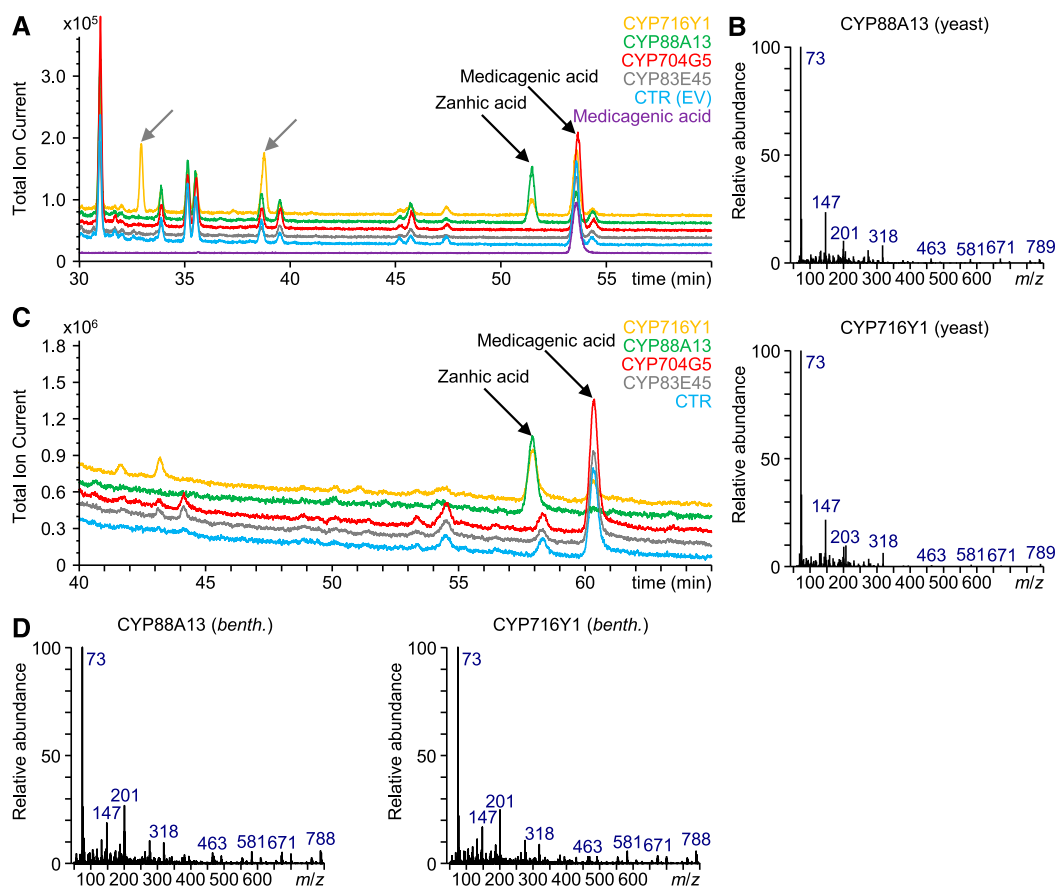 A
x10⁵
3.0
2.0
1.0
0
Total Ion Current
30
35
40
45
50
55
time (min)
Zanhic acid
Medicagenic acid
CYP716Y1
CYP88A13
CYP704G5
CYP83E45
CTR (EV)
Medicagenic acid
B
CYP88A13 (yeast)
100
50
0
Relative abundance
73
147
201
318
463
581
671
789
100 200 300 400 500 600 m/z
CYP716Y1 (yeast)
100
50
0
Relative abundance
73
147
203
318
463
581
671
789
100 200 300 400 500 600 m/z
C
x10⁶
1.8
1.5
1.2
0.9
0.6
0.3
0
Total Ion Current
40
45
50
55
60
time (min)
Zanhic acid
Medicagenic acid
CYP716Y1
CYP88A13
CYP704G5
CYP83E45
CTR
D
CYP88A13 (benth.)
100
50
0
Relative abundance
73
147
201
318
463
581
671
788
100 200 300 400 500 600 m/z
CYP716Y1 (benth.)
100
50
0
Relative abundance
73
147
201
318
463
581
671
788
100 200 300 400 500 600 m/z